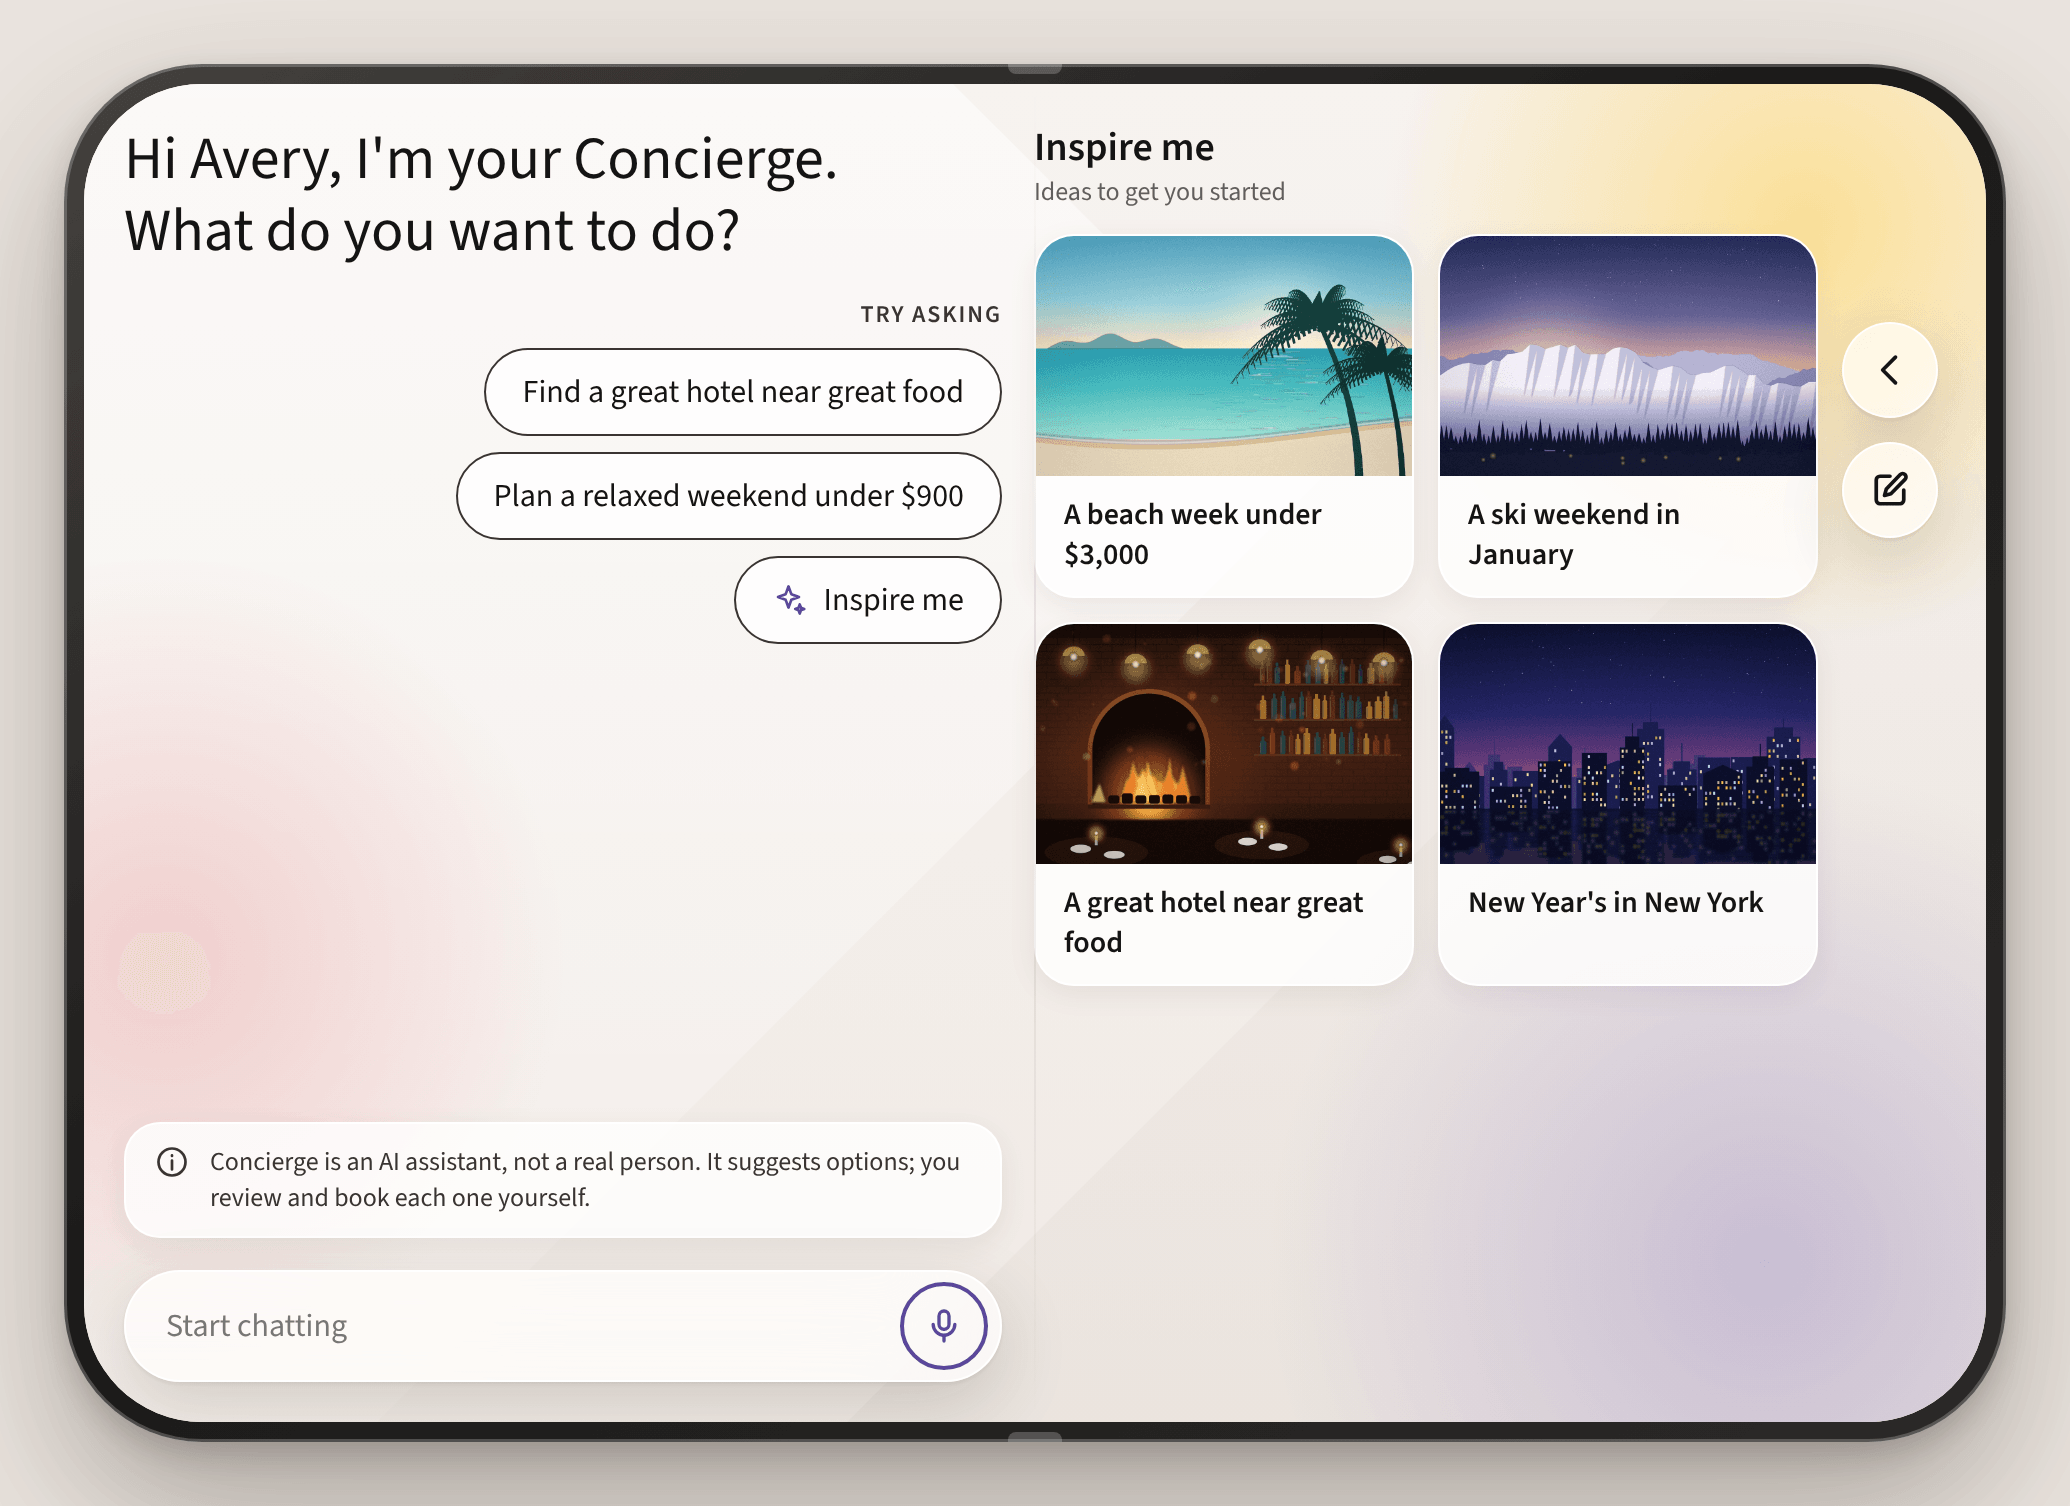 Hi Avery, I'm your Concierge.
What do you want to do?
TRY ASKING
Find a great hotel near great food
Plan a relaxed weekend under $900
Inspire me
Concierge is an AI assistant, not a real person. It suggests options; you
review and book each one yourself.
Start chatting
Inspire me
Ideas to get you started
A beach week under
$3,000
A ski weekend in
January
A great hotel near great
food
New Year's in New York